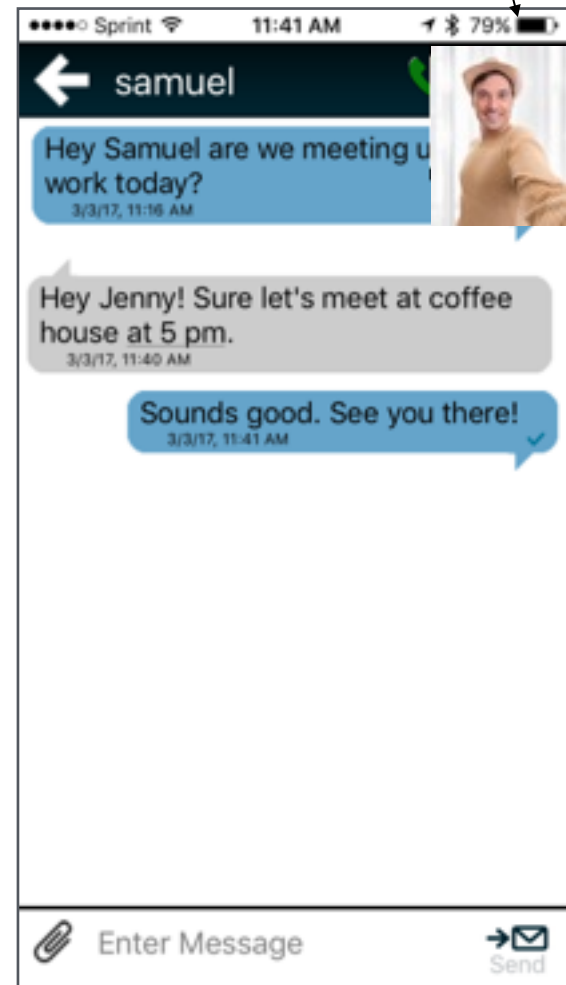 Sprint 11:41 AM 79%
samuel
Hey Samuel are we meeting
work today?
3/3/17, 11:16 AM
Hey Jenny! Sure let's meet at coffee
house at 5 pm.
3/3/17, 11:40 AM
Sounds good. See you there!
3/3/17, 11:41 AM
Enter Message
Send